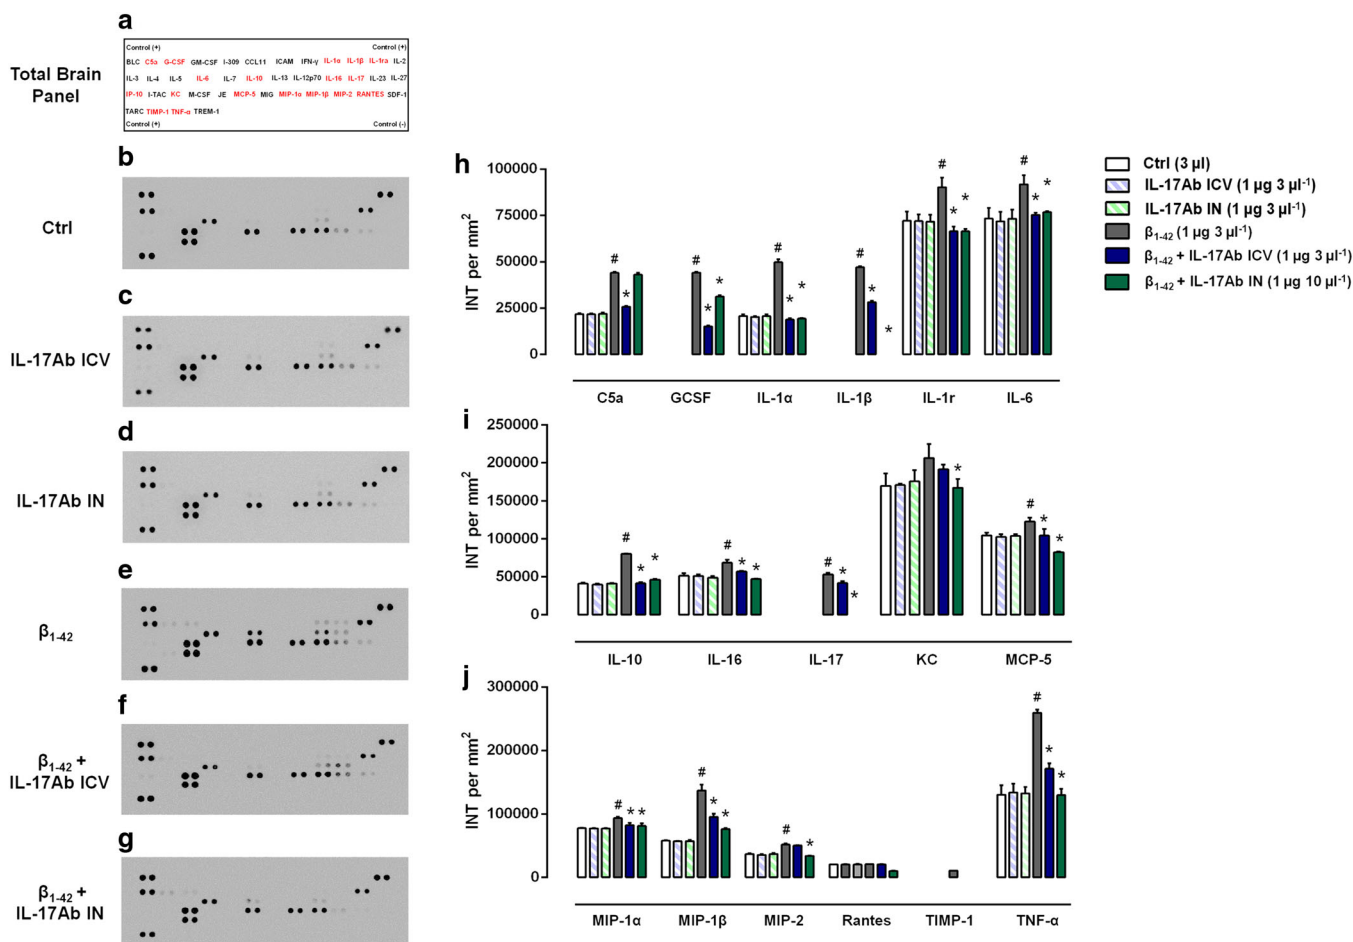 a
Total Brain
Panel
Control (+) Control (+)
BLC C5a G-CSF GM-CSF I-309 CCL11 ICAM IFN-γ IL-1α IL-1β IL-1ra IL-2
IL-3 IL-4 IL-5 IL-6 IL-7 IL-10 IL-13 IL-12p70 IL-16 IL-17 IL-23 IL-27
IP-10 I-TAC KC M-CSF JE MCP-5 MIG MIP-1α MIP-1β MIP-2 RANTES SDF-1
TARC TIMP-1 TNF-α TREM-1
Control (+) Control (-)
b
Ctrl
c
IL-17Ab ICV
d
IL-17Ab IN
e
β1-42
f
β1-42 +
IL-17Ab ICV
g
β1-42 +
IL-17Ab IN
h
INT per mm²
100000
75000
50000
25000
0
# * # * * # * * # * * # * * # * *
C5a GCSF IL-1α IL-1β IL-1r IL-6
i
INT per mm²
250000
200000
150000
100000
50000
0
# * * # * * # * * * # * *
IL-10 IL-16 IL-17 KC MCP-5
j
INT per mm²
300000
200000
100000
0
# * * # * * # * # * *
MIP-1α MIP-1β MIP-2 Rantes TIMP-1 TNF-α
Ctrl (3 µl)
IL-17Ab ICV (1 µg 3 µl⁻¹)
IL-17Ab IN (1 µg 3 µl⁻¹)
β1-42 (1 µg 3 µl⁻¹)
β1-42 + IL-17Ab ICV (1 µg 3 µl⁻¹)
β1-42 + IL-17Ab IN (1 µg 10 µl⁻¹)